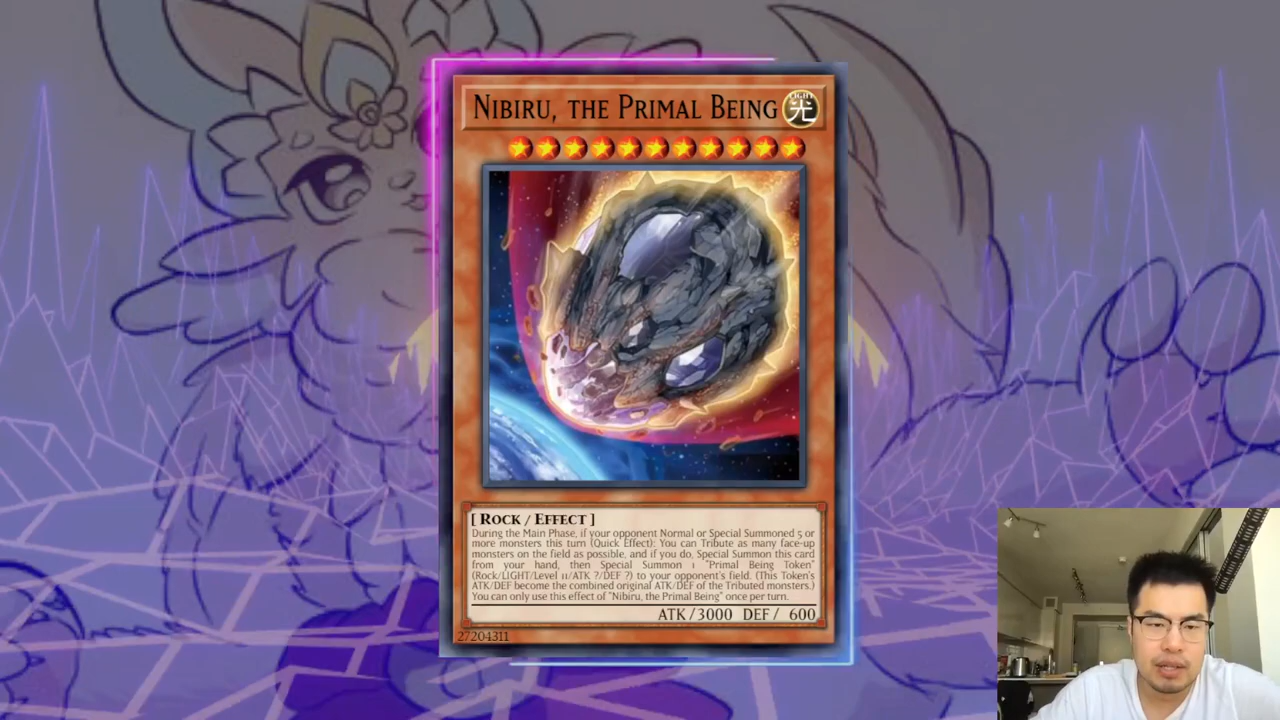 NIBIRU, THE PRIMAL BEING
LIGHT
光
[ ROCK / EFFECT ]
During the Main Phase, if your opponent Normal or Special Summoned 5 or
more monsters this turn (Quick Effect): You can Tribute as many face-up
monsters on the field as possible, and if you do, Special Summon this card
from your hand, then Special Summon 1 "Primal Being Token"
(Rock/LIGHT/Level 11/ATK ?/DEF ?) to your opponent's field. (This Token's
ATK/DEF become the combined original ATK/DEF of the Tributed monsters.)
You can only use this effect of "Nibiru, the Primal Being" once per turn.
ATK/3000 DEF/ 600
27204311